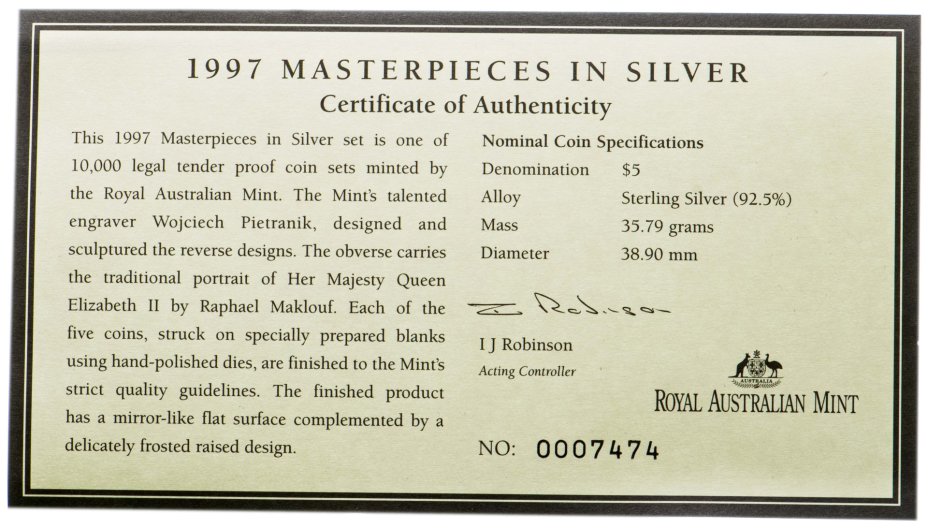 1997 MASTERPIECES IN SILVER
Certificate of Authenticity
This 1997 Masterpieces in Silver set is one of
10,000 legal tender proof coin sets minted by
the Royal Australian Mint. The Mint's talented
engraver Wojciech Pietranik, designed and
sculptured the reverse designs. The obverse carries
the traditional portrait of Her Majesty Queen
Elizabeth II by Raphael Maklouf. Each of the
five coins, struck on specially prepared blanks
using hand-polished dies, are finished to the Mint's
strict quality guidelines. The finished product
has a mirror-like flat surface complemented by a
delicately frosted raised design.
Nominal Coin Specifications
Denomination $5
Alloy Sterling Silver (92.5%)
Mass 35.79 grams
Diameter 38.90 mm
I Robinson
I J Robinson
Acting Controller
AUSTRALIA
ROYAL AUSTRALIAN MINT
NO: 0007474